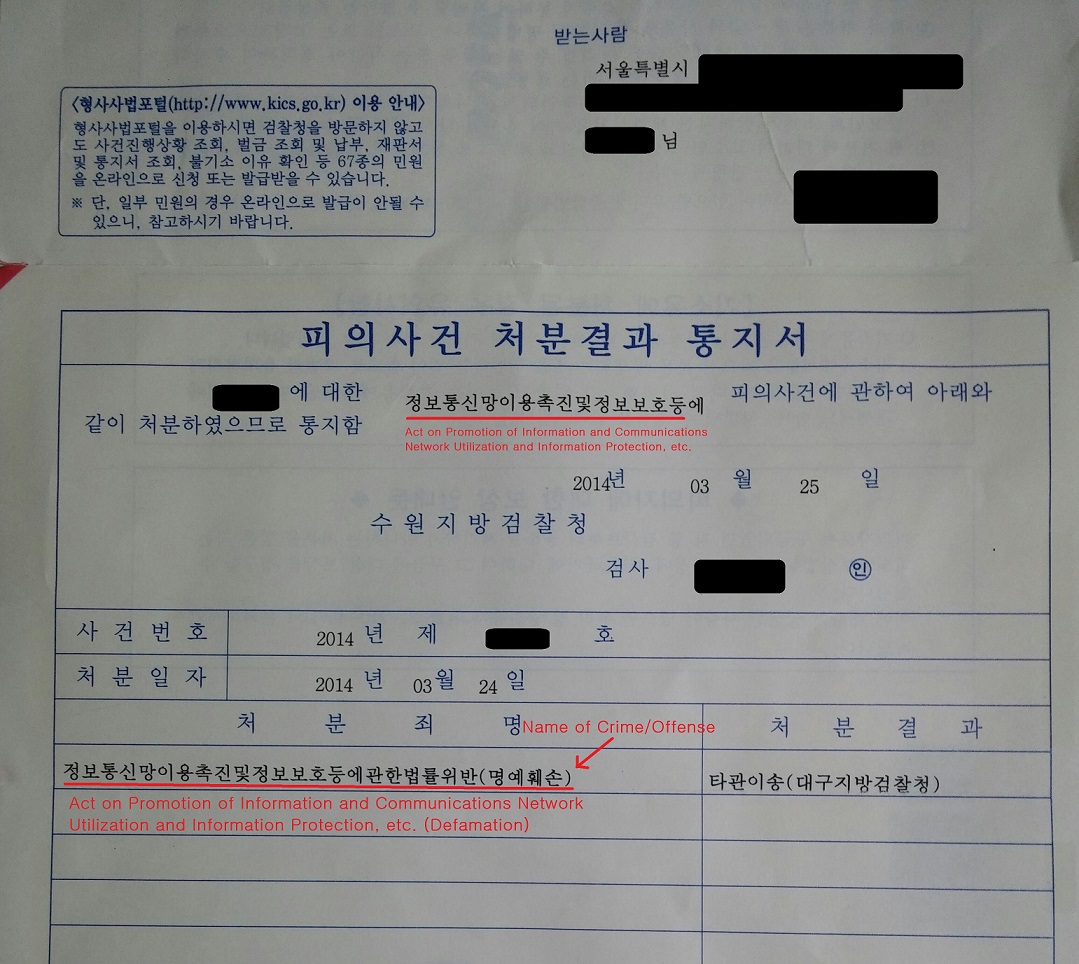 받는사람
서울특별시
님
〈형사사법포털(http://www.kics.go.kr) 이용 안내〉
형사사법포털을 이용하시면 검찰청을 방문하지 않고
도 사건진행상황 조회, 벌금 조회 및 납부, 재판서
및 통지서 조회, 불기소 이유 확인 등 67종의 민원
을 온라인으로 신청 또는 발급받을 수 있습니다.
※ 단, 일부 민원의 경우 온라인으로 발급이 안될 수
있으니, 참고하시기 바랍니다.
피의사건 처분결과 통지서
에 대한 정보통신망이용촉진및정보보호등에 피의사건에 관하여 아래와
같이 처분하였으므로 통지함
Act on Promotion of Information and Communications
Network Utilization and Information Protection, etc.
2014년 03 월 25 일
수원지방검찰청
검사 ㊞
사건번호 2014 년 제 호
처분일자 2014 년 03월 24 일
처분죄명 Name of Crime/Offense 처분결과
정보통신망이용촉진및정보보호등에관한법률위반(명예훼손) 타관이송(대구지방검찰청)
Act on Promotion of Information and Communications Network
Utilization and Information Protection, etc. (Defamation)